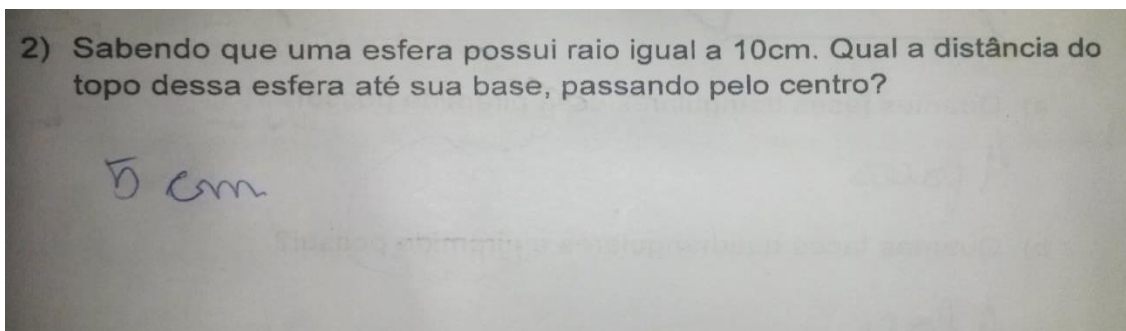 2) Sabendo que uma esfera possui raio igual a 10cm. Qual a distância do
topo dessa esfera até sua base, passando pelo centro?
5 cm